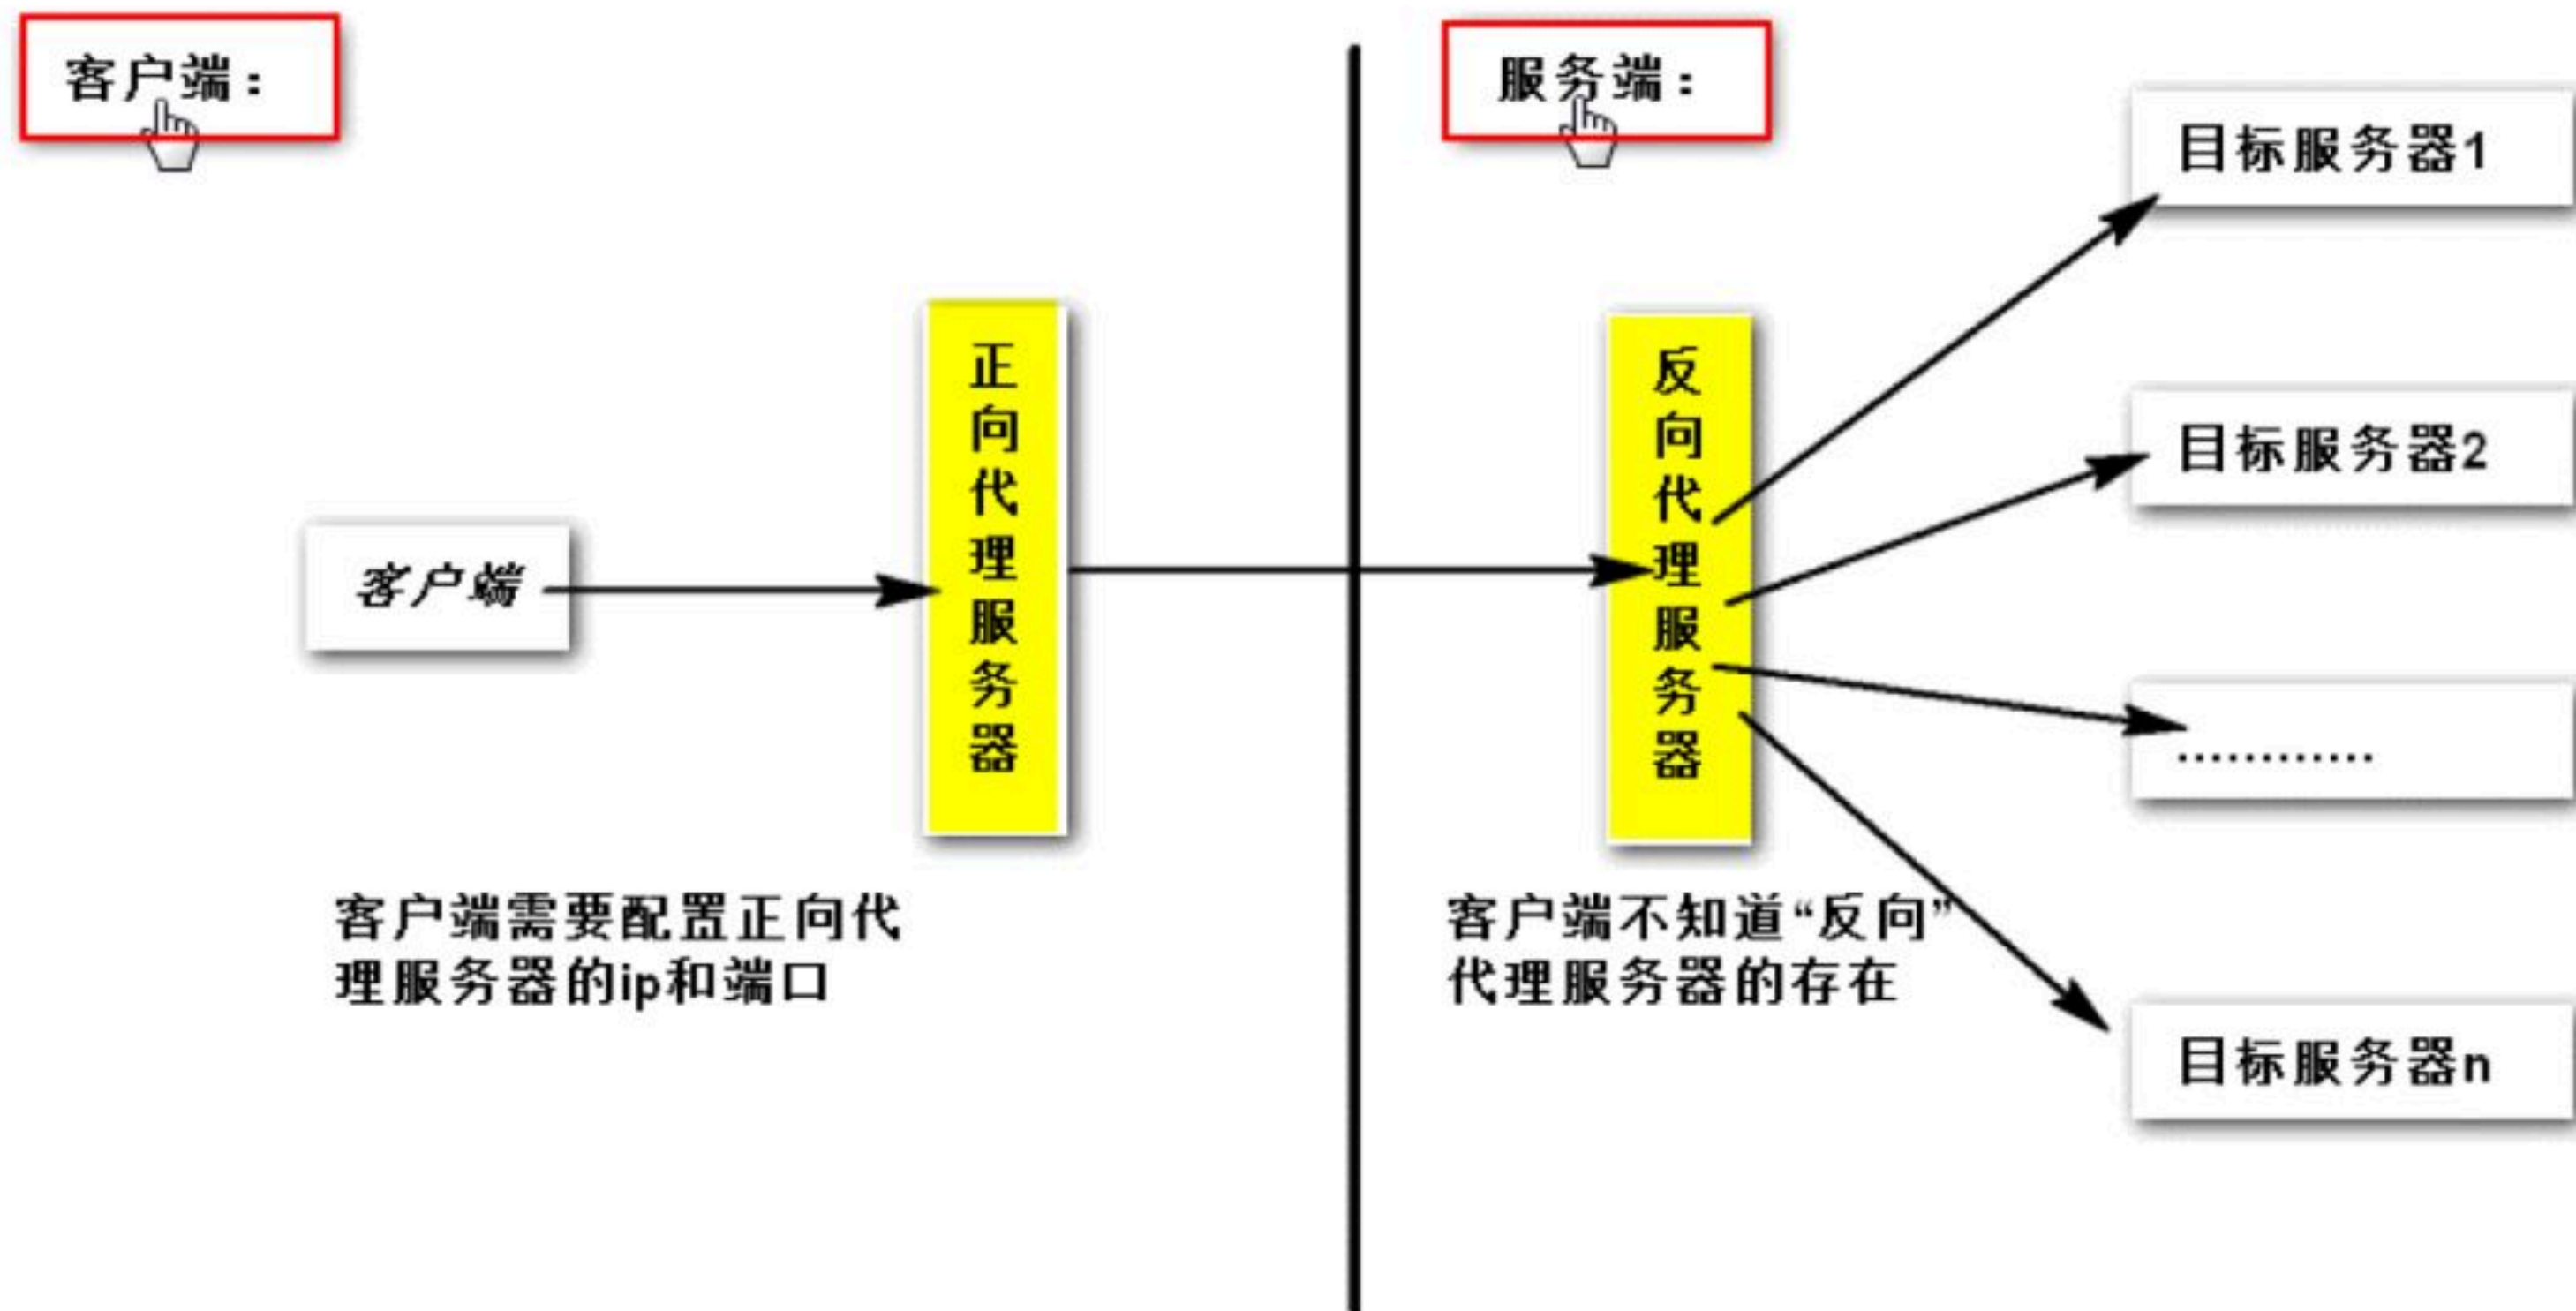 客户端：
服务端：
目标服务器1
正向代理服务器
反向代理服务器
目标服务器2
客户端
............
客户端需要配置正向代
理服务器的ip和端口
客户端不知道“反向”
代理服务器的存在
目标服务器n